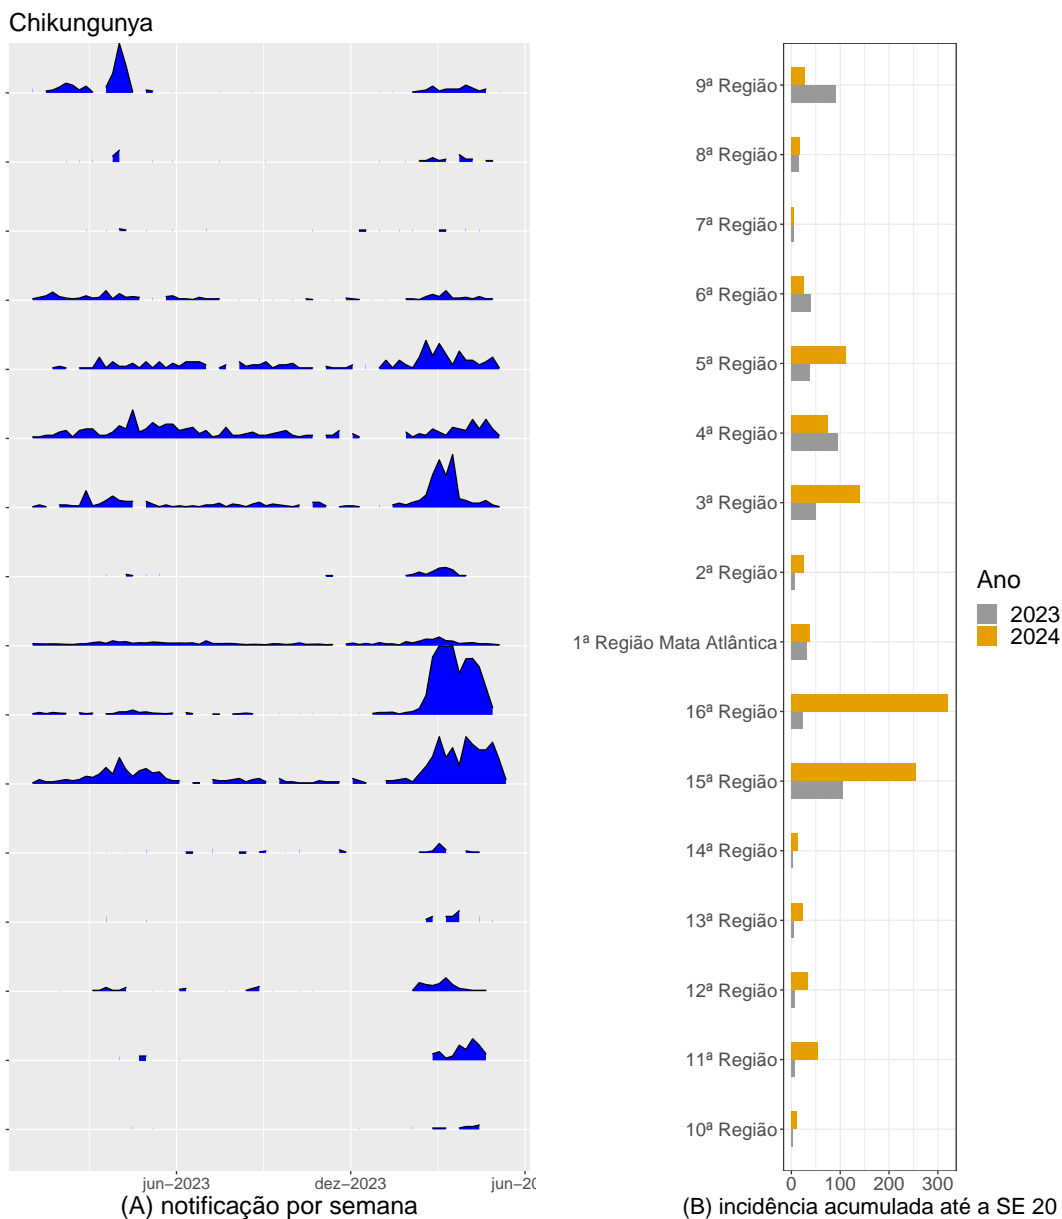 Chikungunya
9ª Região
8ª Região
7ª Região
6ª Região
5ª Região
4ª Região
3ª Região
2ª Região
1ª Região Mata Atlântica
16ª Região
15ª Região
14ª Região
13ª Região
12ª Região
11ª Região
10ª Região
Ano
2023
2024
jun−2023 dez−2023 jun−20
0 100 200 300
(A) notificação por semana
(B) incidência acumulada até a SE 20